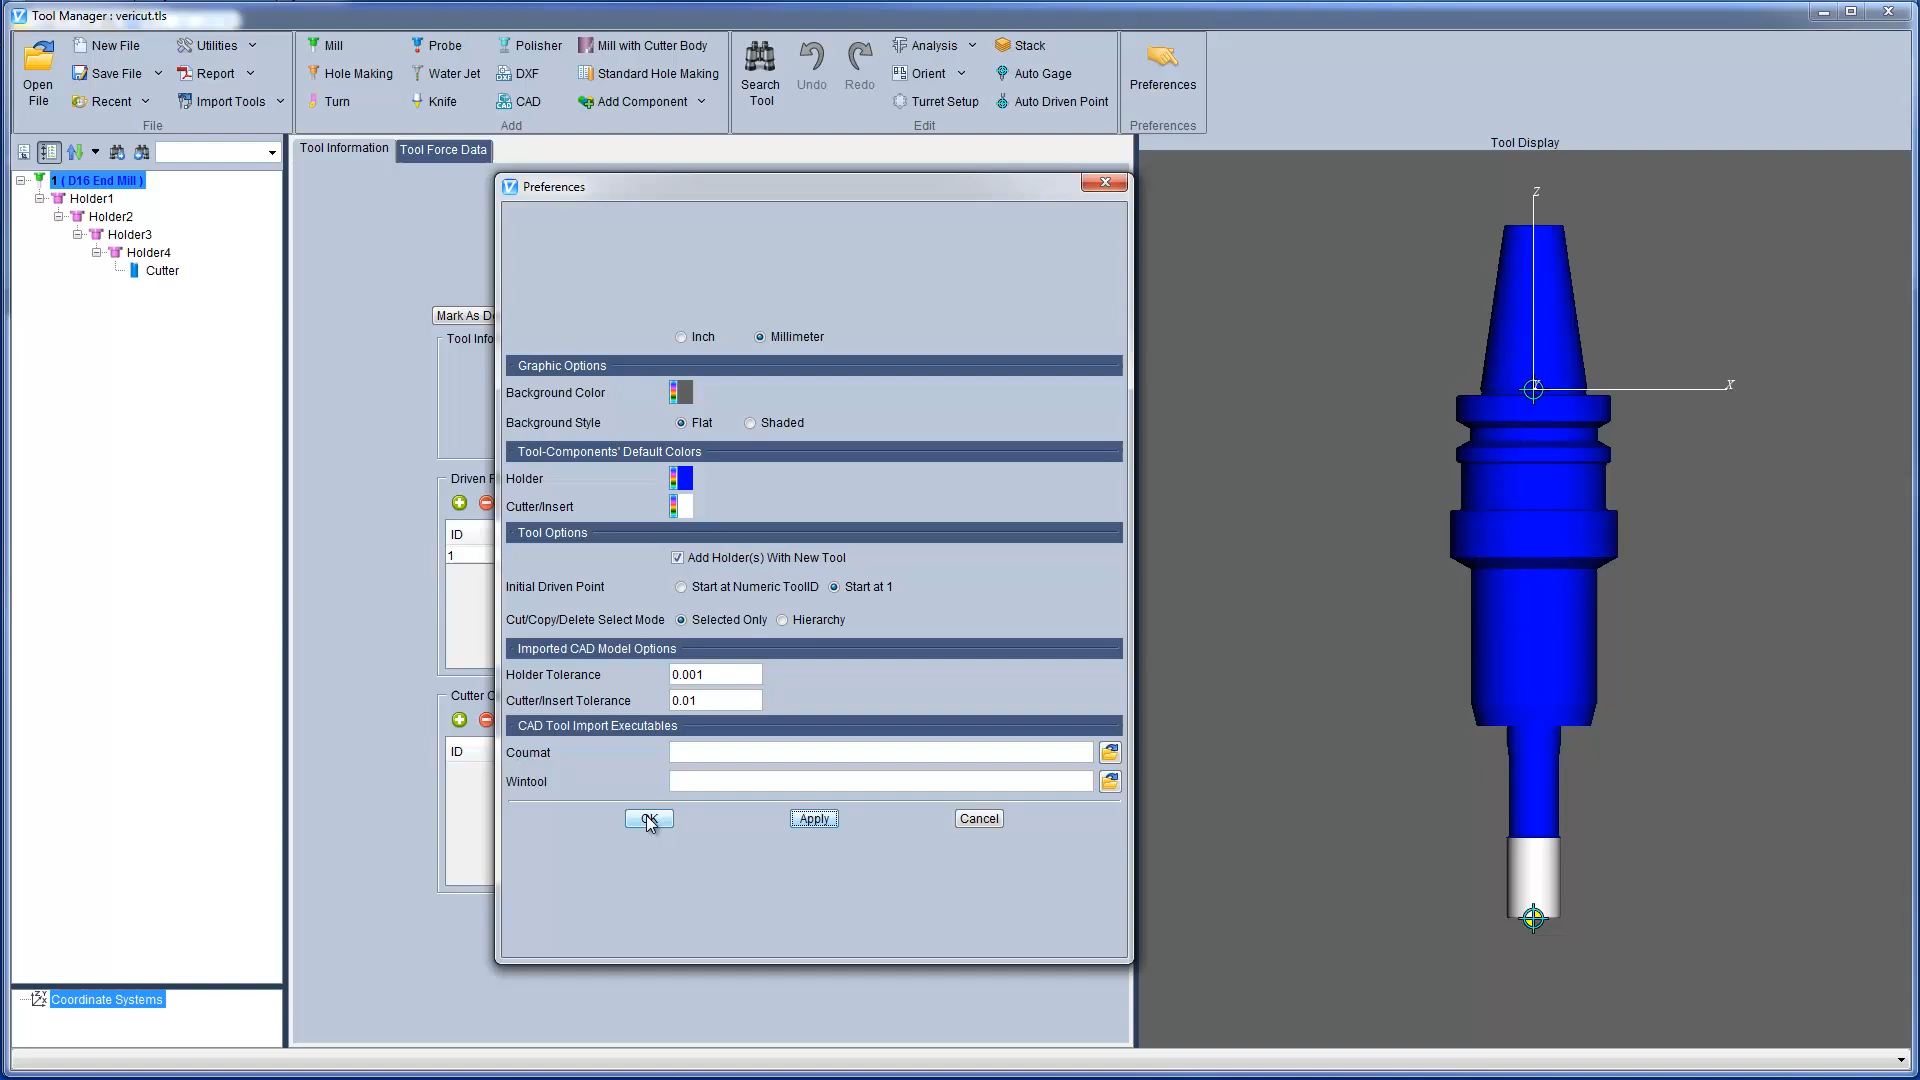 Tool Manager : vericut.tls
New File
Utilities
Mill
Probe
Polisher
Mill with Cutter Body
Analysis
Stack
Save File
Report
Hole Making
Water Jet
DXF
Standard Hole Making
Orient
Auto Gage
Open
File
Search
Tool
Undo
Redo
Preferences
Recent
Import Tools
Turn
Knife
CAD
Add Component
Turret Setup
Auto Driven Point
File
Add
Edit
Preferences
Tool Information
Tool Force Data
Tool Display
1 ( D16 End Mill )
Holder1
Holder2
Holder3
Holder4
Cutter
Coordinate Systems
Mark As D
Tool Info
Driven P
ID
1
Cutter C
ID
Preferences
Inch
Millimeter
Graphic Options
Background Color
Background Style
Flat
Shaded
Tool-Components' Default Colors
Holder
Cutter/Insert
Tool Options
Add Holder(s) With New Tool
Initial Driven Point
Start at Numeric ToolID
Start at 1
Cut/Copy/Delete Select Mode
Selected Only
Hierarchy
Imported CAD Model Options
Holder Tolerance
0.001
Cutter/Insert Tolerance
0.01
CAD Tool Import Executables
Coumat
Wintool
OK
Apply
Cancel
Z
X